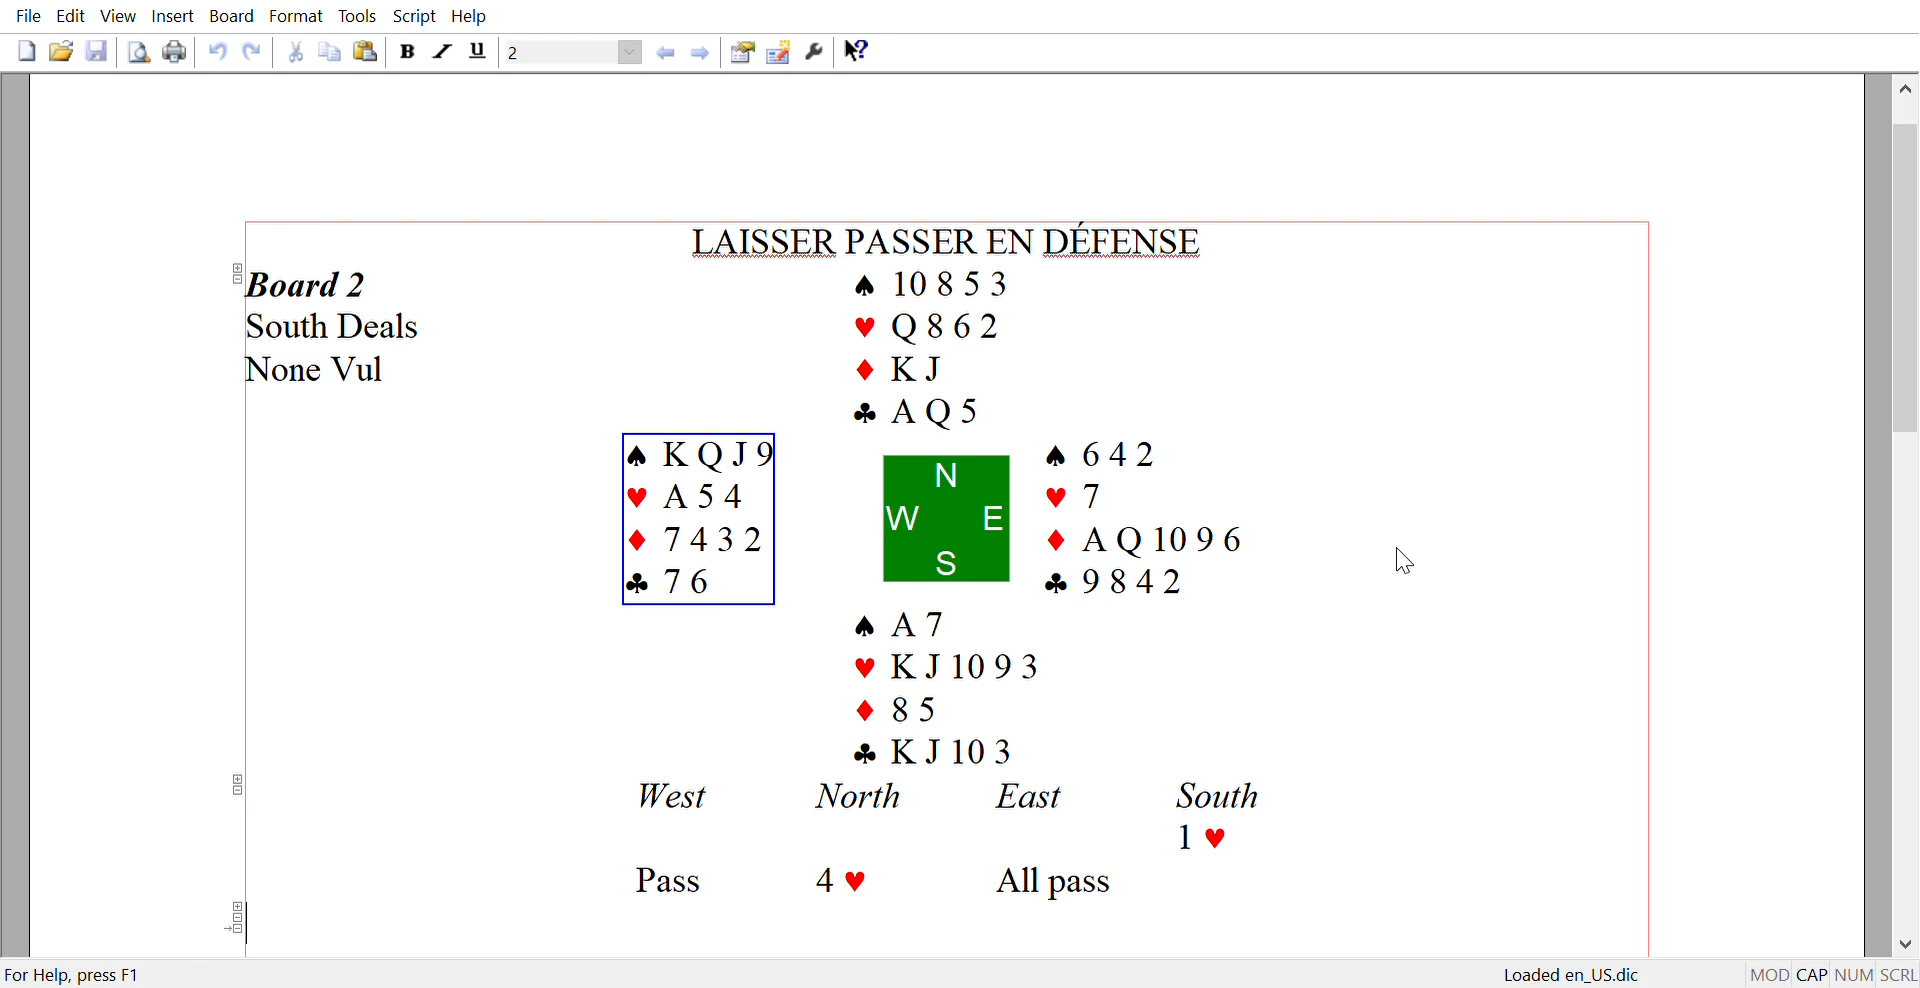 File Edit View Insert Board Format Tools Script Help
B I U 2
LAISSER PASSER EN DÉFENSE
Board 2
South Deals
None Vul
♠ 10 8 5 3
♥ Q 8 6 2
♦ K J
♣ A Q 5
♠ K Q J 9
♥ A 5 4
♦ 7 4 3 2
♣ 7 6
N
W E
S
♠ 6 4 2
♥ 7
♦ A Q 10 9 6
♣ 9 8 4 2
♠ A 7
♥ K J 10 9 3
♦ 8 5
♣ K J 10 3
West North East South
1 ♥
Pass 4 ♥ All pass
For Help, press F1 Loaded en_US.dic MOD CAP NUM SCRL